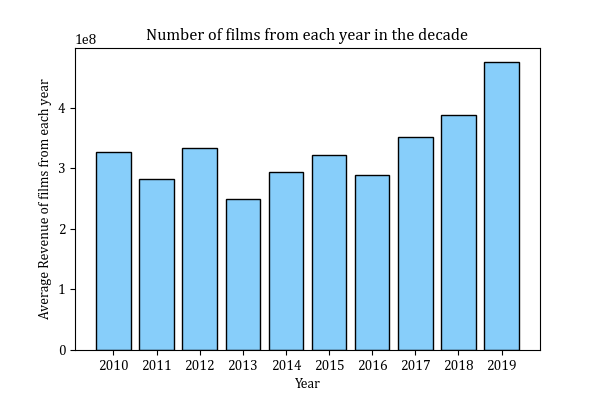 Number of films from each year in the decade
1e8
Average Revenue of films from each year
4
3
2
1
0
2010 2011 2012 2013 2014 2015 2016 2017 2018 2019
Year